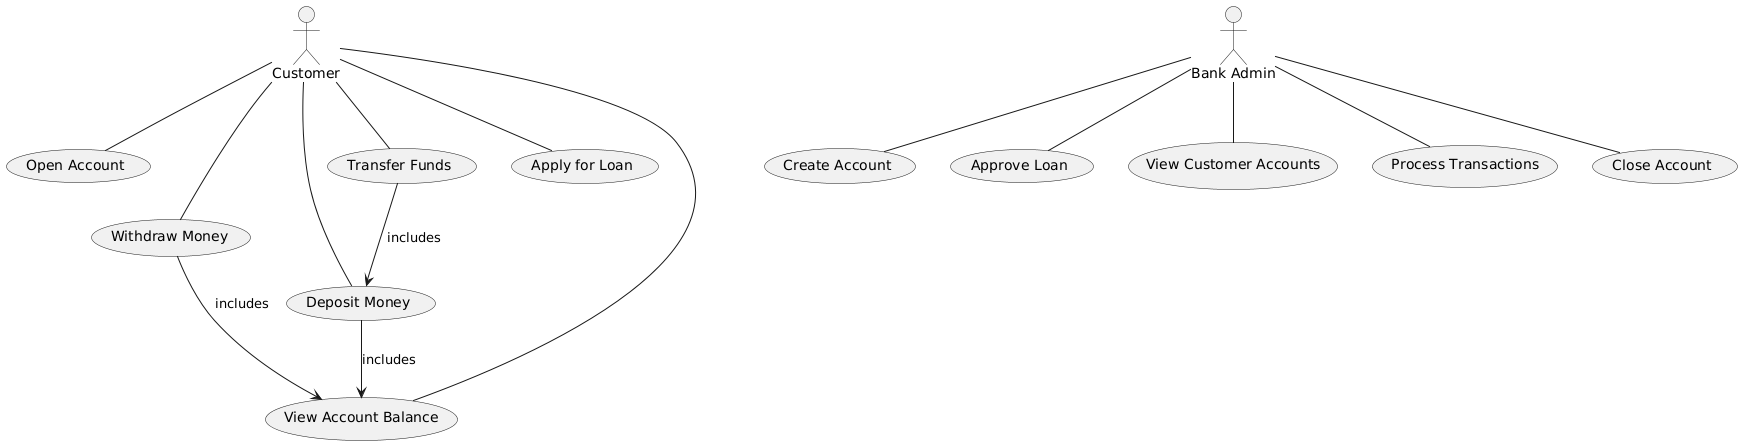 Customer
Bank Admin
Open Account
Transfer Funds
Apply for Loan
Create Account
Approve Loan
View Customer Accounts
Process Transactions
Close Account
Withdraw Money
includes
includes
Deposit Money
includes
View Account Balance